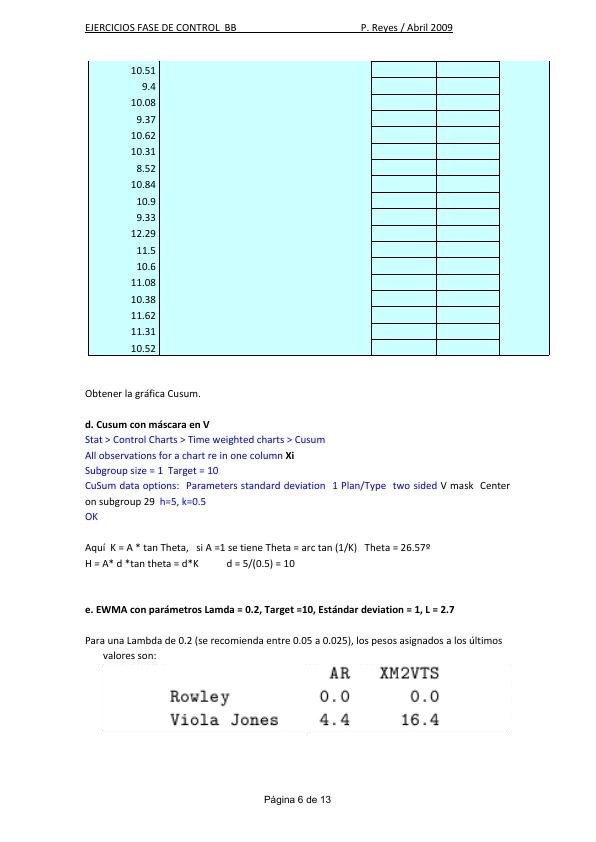 EJERCICIOS FASE DE CONTROL BB P. Reyes / Abril 2009
10.51
9.4
10.08
9.37
10.62
10.31
8.52
10.84
10.9
9.33
12.29
11.5
10.6
11.08
10.38
11.62
11.31
10.52
Obtener la gráfica Cusum.
d. Cusum con máscara en V
Stat > Control Charts > Time weighted charts > Cusum
All observations for a chart re in one column Xi
Subgroup size = 1 Target = 10
CuSum data options: Parameters standard deviation 1 Plan/Type two sided V mask Center
on subgroup 29 h=5, k=0.5
OK
Aquí K = A * tan Theta, si A =1 se tiene Theta = arc tan (1/K) Theta = 26.57º
H = A* d *tan theta = d*K d = 5/(0.5) = 10
e. EWMA con parámetros Lamda = 0.2, Target =10, Estándar deviation = 1, L = 2.7
Para una Lambda de 0.2 (se recomienda entre 0.05 a 0.025), los pesos asignados a los últimos
valores son:
AR XM2VTS
Rowley 0.0 0.0
Viola Jones 4.4 16.4
Página 6 de 13